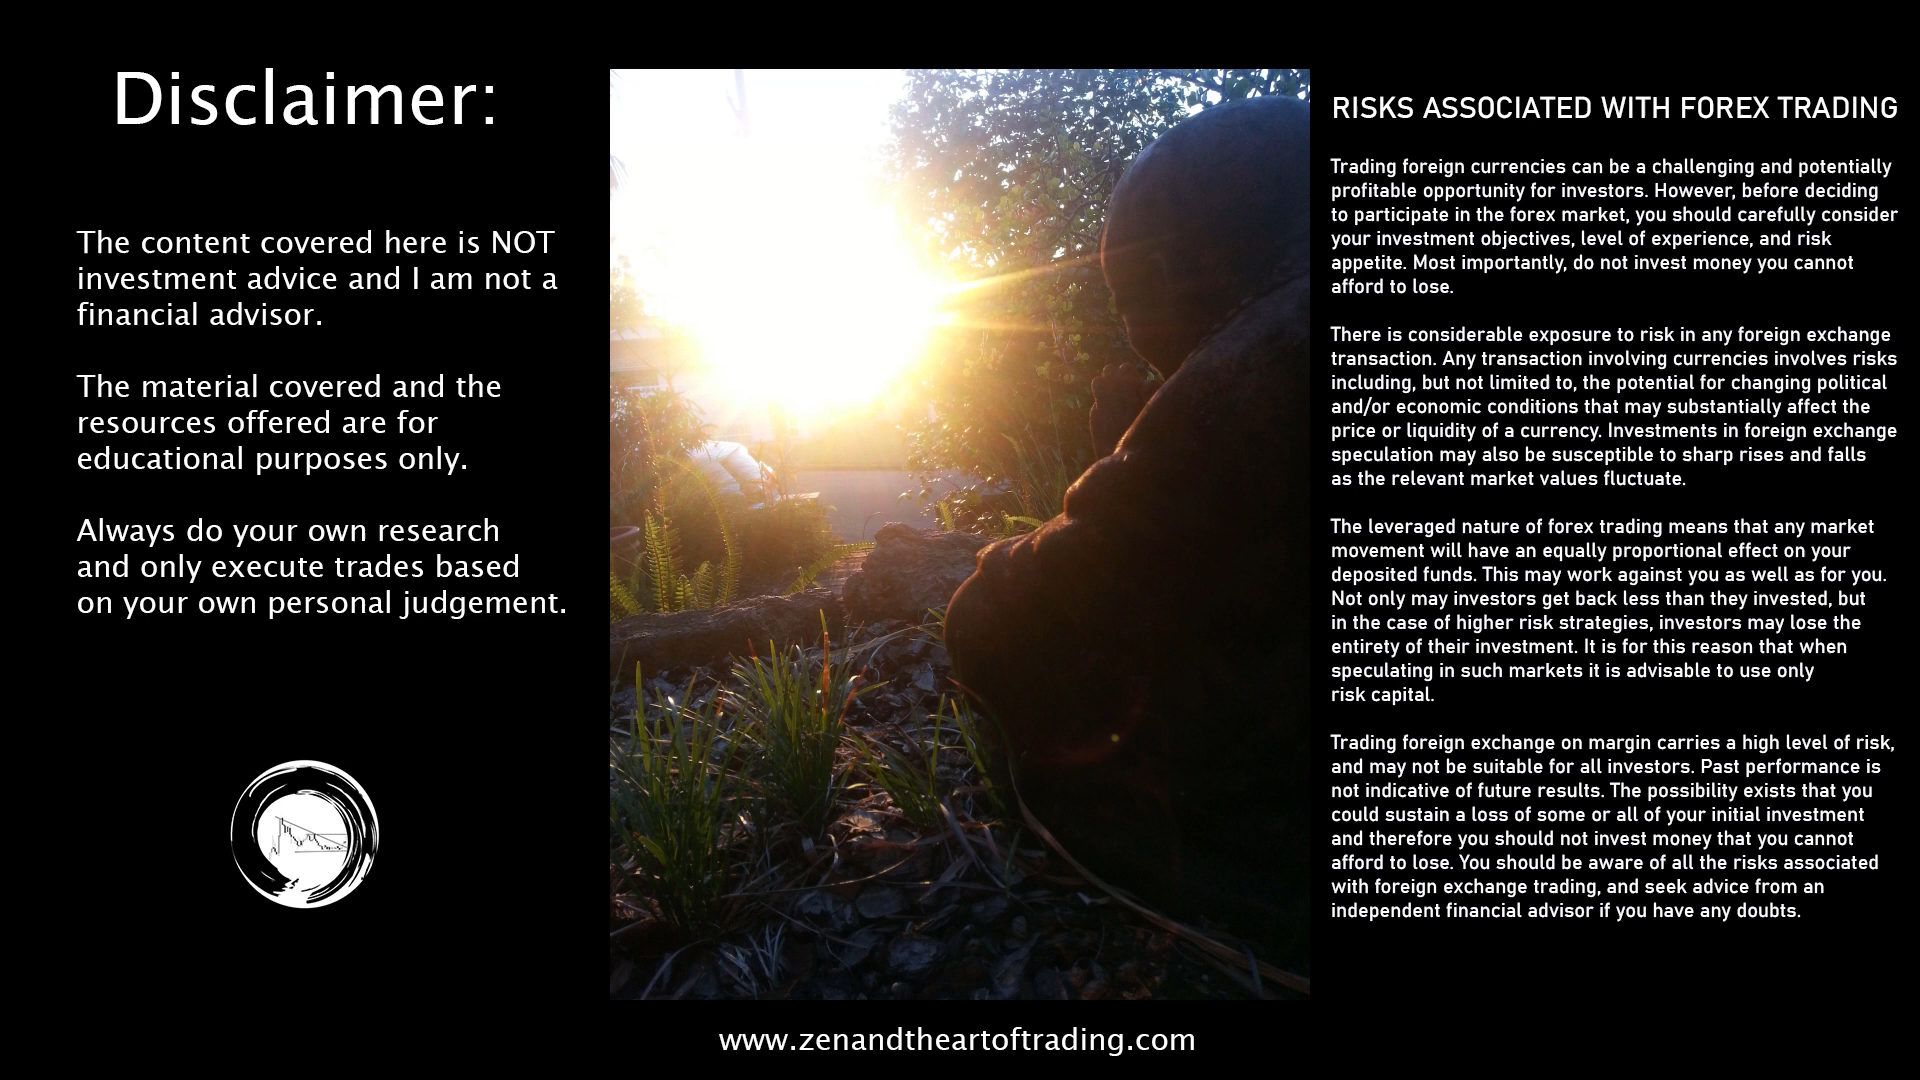 Disclaimer:
The content covered here is NOT
investment advice and I am not a
financial advisor.
The material covered and the
resources offered are for
educational purposes only.
Always do your own research
and only execute trades based
on your own personal judgement.
RISKS ASSOCIATED WITH FOREX TRADING
Trading foreign currencies can be a challenging and potentially
profitable opportunity for investors. However, before deciding
to participate in the forex market, you should carefully consider
your investment objectives, level of experience, and risk
appetite. Most importantly, do not invest money you cannot
afford to lose.
There is considerable exposure to risk in any foreign exchange
transaction. Any transaction involving currencies involves risks
including, but not limited to, the potential for changing political
and/or economic conditions that may substantially affect the
price or liquidity of a currency. Investments in foreign exchange
speculation may also be susceptible to sharp rises and falls
as the relevant market values fluctuate.
The leveraged nature of forex trading means that any market
movement will have an equally proportional effect on your
deposited funds. This may work against you as well as for you.
Not only may investors get back less than they invested, but
in the case of higher risk strategies, investors may lose the
entirety of their investment. It is for this reason that when
speculating in such markets it is advisable to use only
risk capital.
Trading foreign exchange on margin carries a high level of risk,
and may not be suitable for all investors. Past performance is
not indicative of future results. The possibility exists that you
could sustain a loss of some or all of your initial investment
and therefore you should not invest money that you cannot
afford to lose. You should be aware of all the risks associated
with foreign exchange trading, and seek advice from an
independent financial advisor if you have any doubts.
www.zenandtheartoftrading.com